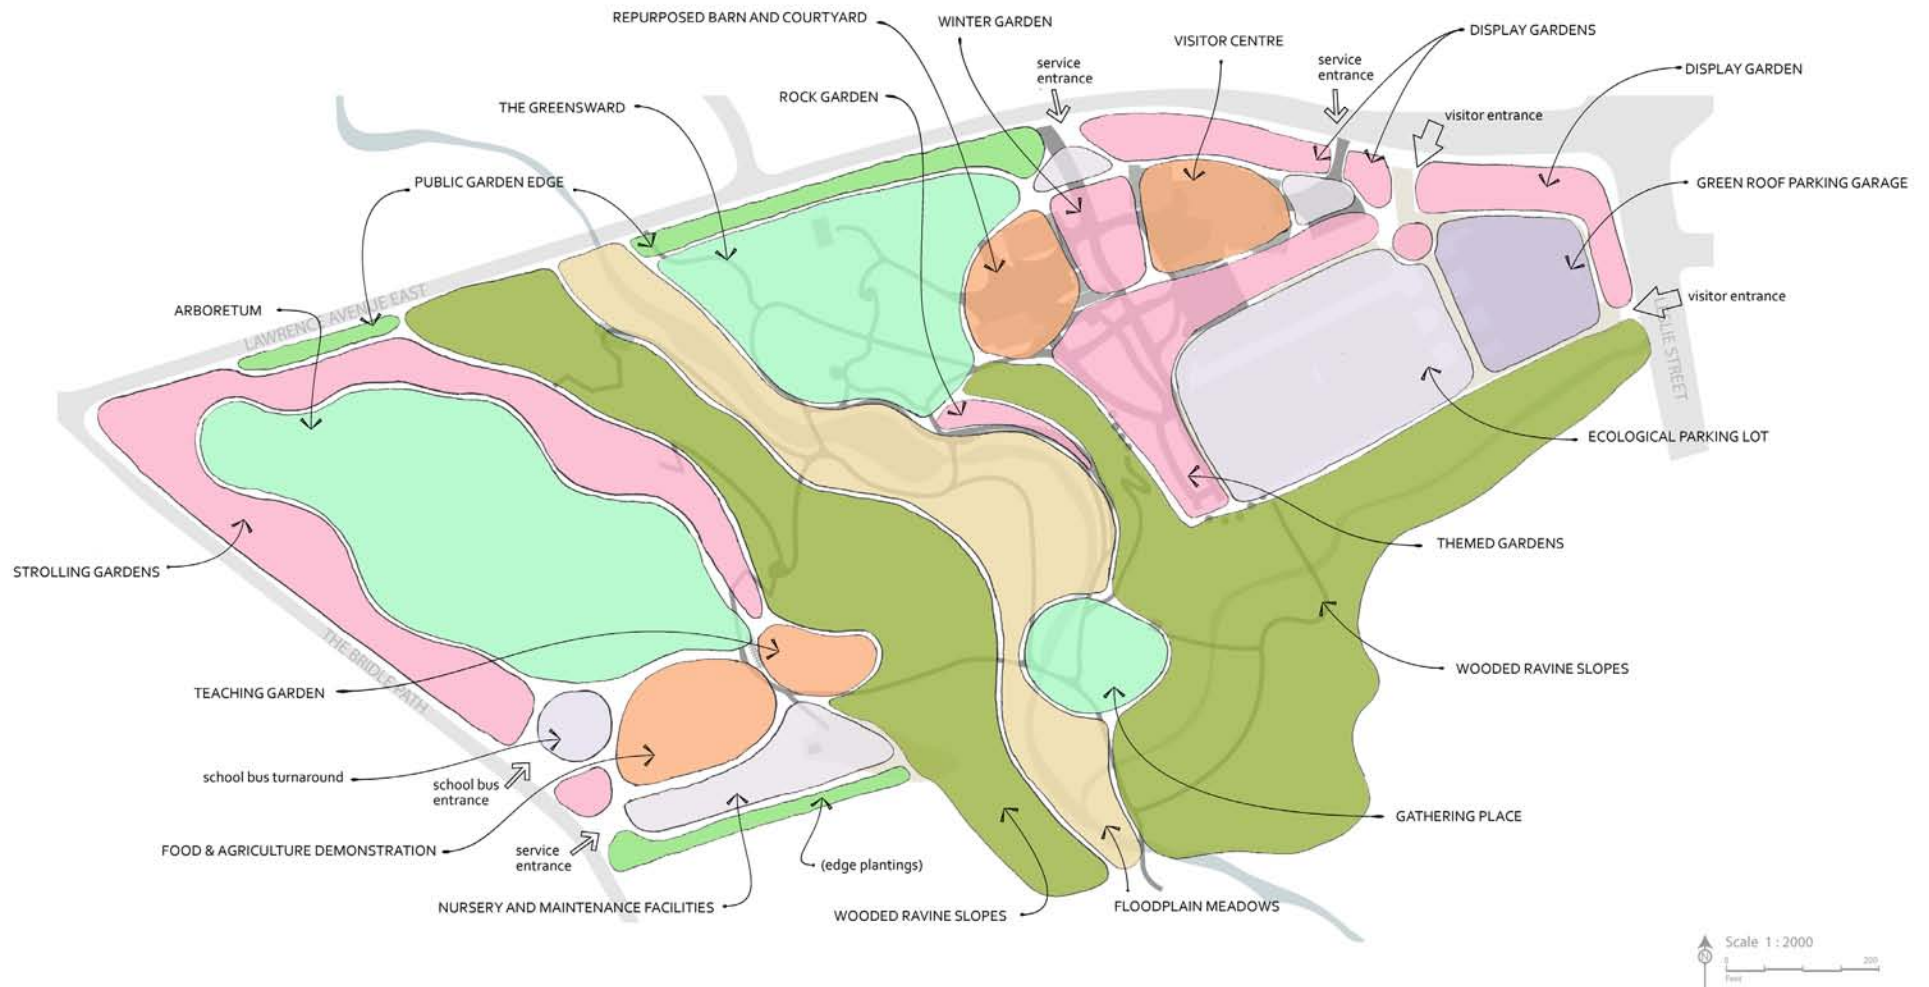 REPURPOSED BARN AND COURTYARD
WINTER GARDEN
VISITOR CENTRE
DISPLAY GARDENS
service
entrance
service
entrance
DISPLAY GARDEN
THE GREENSWARD
ROCK GARDEN
visitor entrance
PUBLIC GARDEN EDGE
GREEN ROOF PARKING GARAGE
ARBORETUM
LAWRENCE AVENUE EAST
visitor entrance
LESLIE STREET
ECOLOGICAL PARKING LOT
STROLLING GARDENS
THEMED GARDENS
THE BRIDLE PATH
WOODED RAVINE SLOPES
TEACHING GARDEN
school bus turnaround
school bus
entrance
GATHERING PLACE
FOOD & AGRICULTURE DEMONSTRATION
service
entrance
(edge plantings)
NURSERY AND MAINTENANCE FACILITIES
WOODED RAVINE SLOPES
FLOODPLAIN MEADOWS
N
Scale 1 : 2000
0 200
Feet